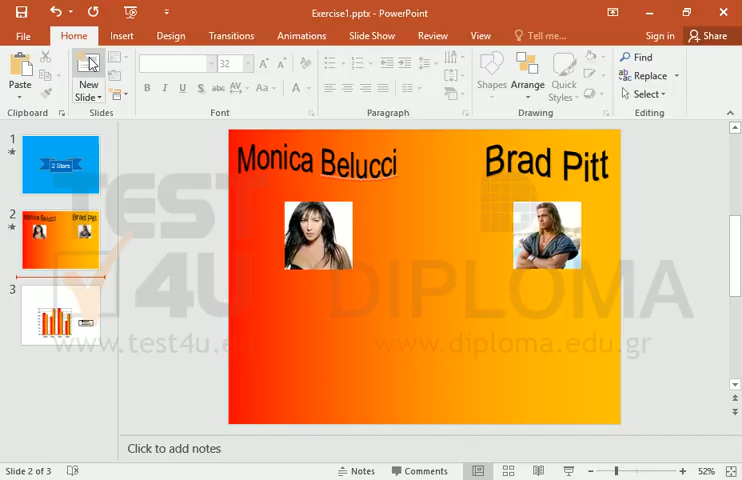 Exercise1.pptx - PowerPoint
File Home Insert Design Transitions Animations Slide Show Review View Tell me... Sign in Share
Paste
New Slide
32
B I U S abc AV Aa A
Shapes
Arrange
Quick Styles
Find
Replace
Select
Clipboard Slides Font Paragraph Drawing Editing
1
2 Stars
2
Monica Belucci
Brad Pitt
3
Monica Belucci
Brad Pitt
TEST
4U
DIPLOMA
www.test4u.eu
www.diploma.edu.gr
Click to add notes
Slide 2 of 3 Notes Comments 52%